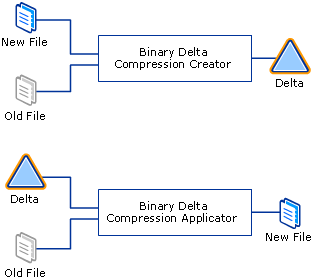 New File
Binary Delta
Compression Creator
Delta
Old File
Delta
Binary Delta
Compression Applicator
New File
Old File